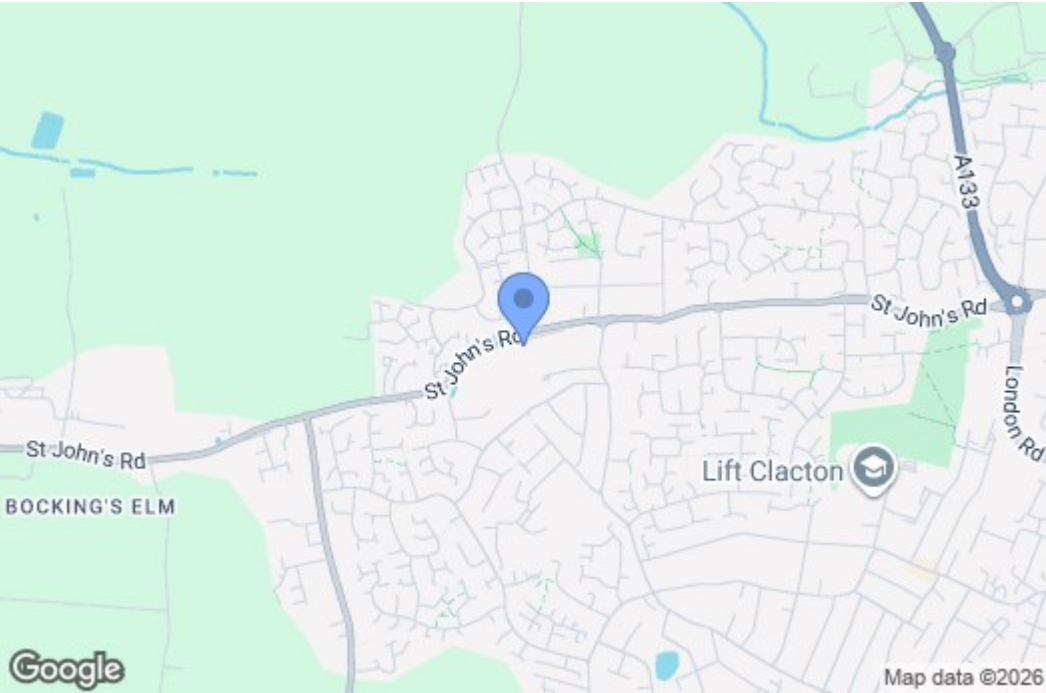 A133
St John's Rd
St John's Rd
London Rd
St John's Rd
Lift Clacton
BOCKING'S ELM
Google
Map data ©2026